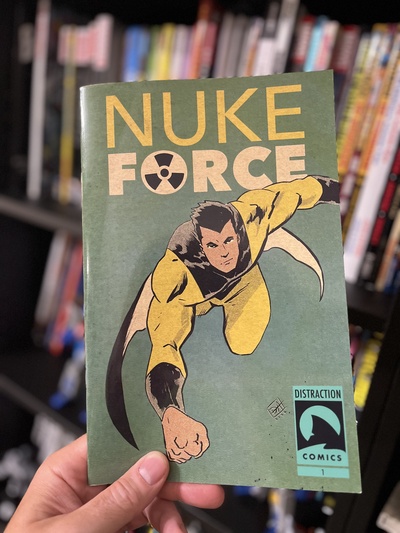 NUKE
FORCE
DISTRACTION
COMICS
1